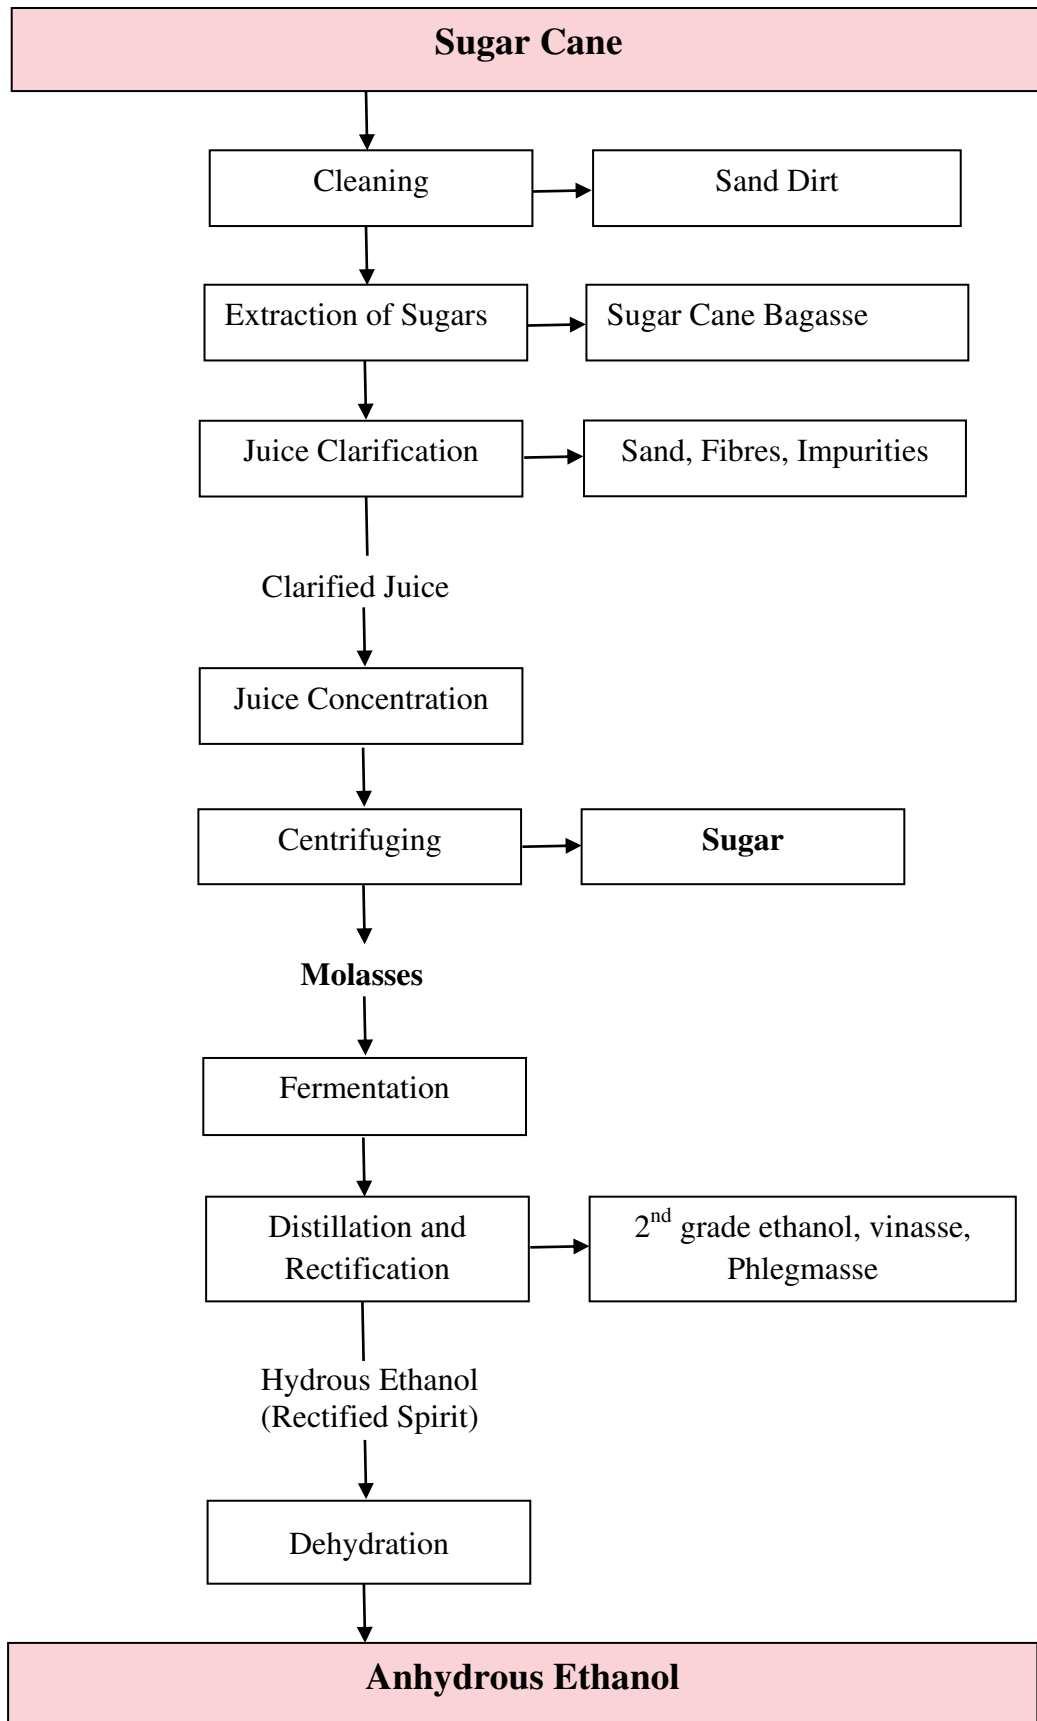 Sugar Cane
Cleaning
Sand Dirt
Extraction of Sugars
Sugar Cane Bagasse
Juice Clarification
Sand, Fibres, Impurities
Clarified Juice
Juice Concentration
Centrifuging
Sugar
Molasses
Fermentation
Distillation and
Rectification
2nd grade ethanol, vinasse,
Phlegmasse
Hydrous Ethanol
(Rectified Spirit)
Dehydration
Anhydrous Ethanol